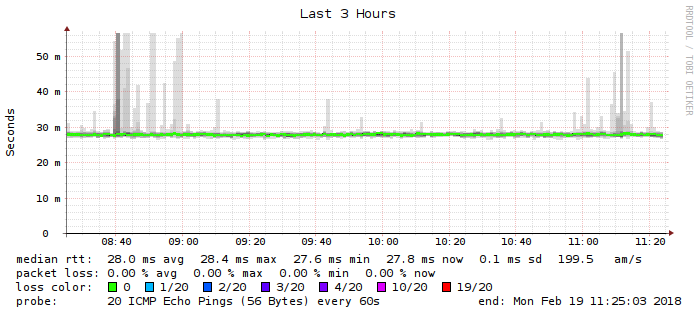 Last 3 Hours
RRDTOOL / TOBI OETIKER
Seconds
50 m
40 m
30 m
20 m
10 m
0
08:40 09:00 09:20 09:40 10:00 10:20 10:40 11:00 11:20
median rtt: 28.0 ms avg 28.4 ms max 27.6 ms min 27.8 ms now 0.1 ms sd 199.5 am/s
packet loss: 0.00 % avg 0.00 % max 0.00 % min 0.00 % now
loss color: 0 1/20 2/20 3/20 4/20 10/20 19/20
probe: 20 ICMP Echo Pings (56 Bytes) every 60s end: Mon Feb 19 11:25:03 2018